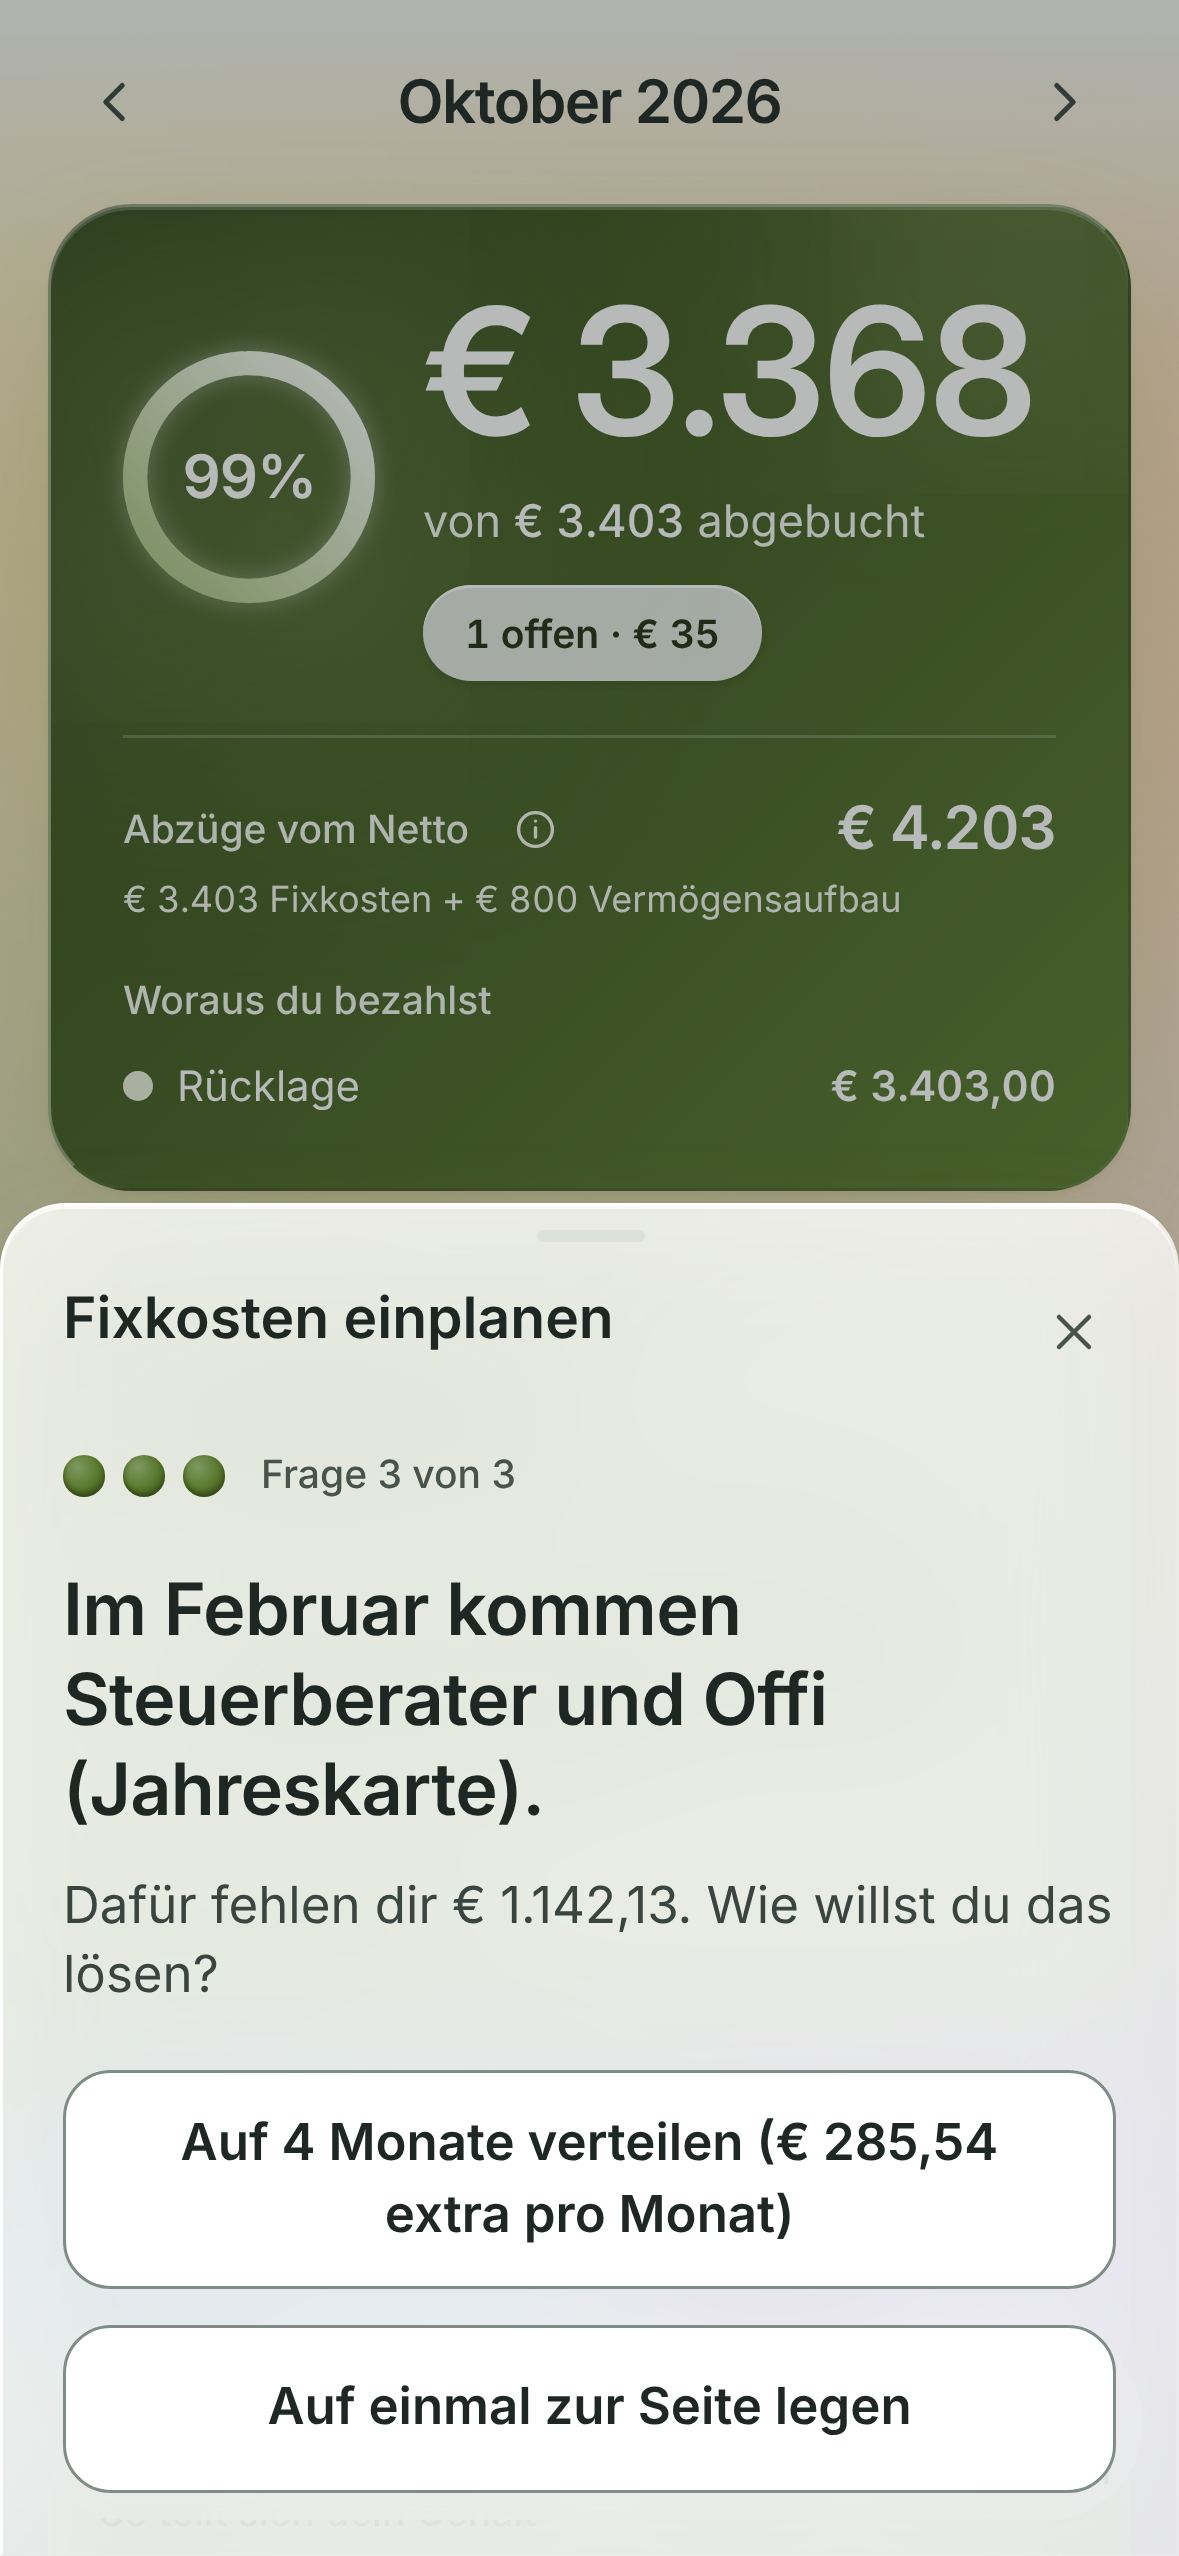 Oktober 2026
€ 3.368
99%
von € 3.403 abgebucht
1 offen · € 35
Abzüge vom Netto
€ 4.203
€ 3.403 Fixkosten + € 800 Vermögensaufbau
Woraus du bezahlst
Rücklage
€ 3.403,00
Fixkosten einplanen
Frage 3 von 3
Im Februar kommen
Steuerberater und Offi
(Jahreskarte).
Dafür fehlen dir € 1.142,13. Wie willst du das
lösen?
Auf 4 Monate verteilen (€ 285,54
extra pro Monat)
Auf einmal zur Seite legen